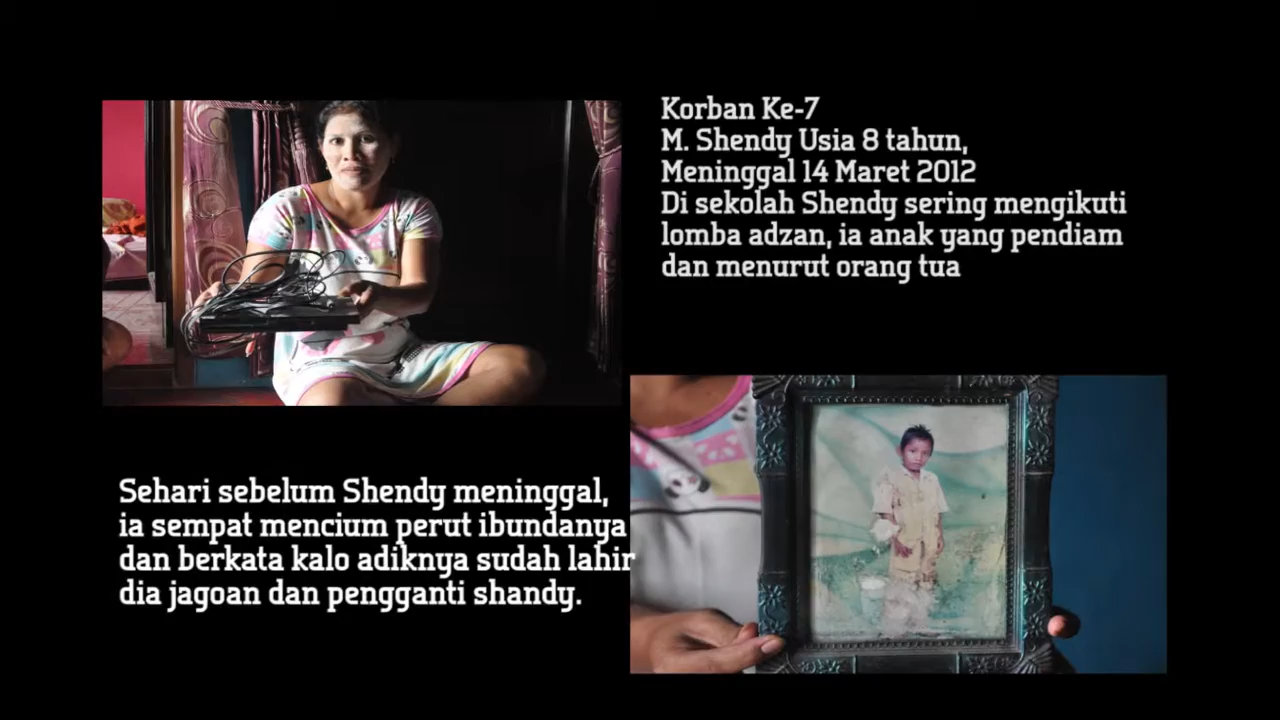 Korban Ke-7
M. Shendy Usia 8 tahun,
Meninggal 14 Maret 2012
Di sekolah Shendy sering mengikuti
lomba adzan, ia anak yang pendiam
dan menurut orang tua
Sehari sebelum Shendy meninggal,
ia sempat mencium perut ibundanya
dan berkata kalo adiknya sudah lahir
dia jagoan dan pengganti shandy.